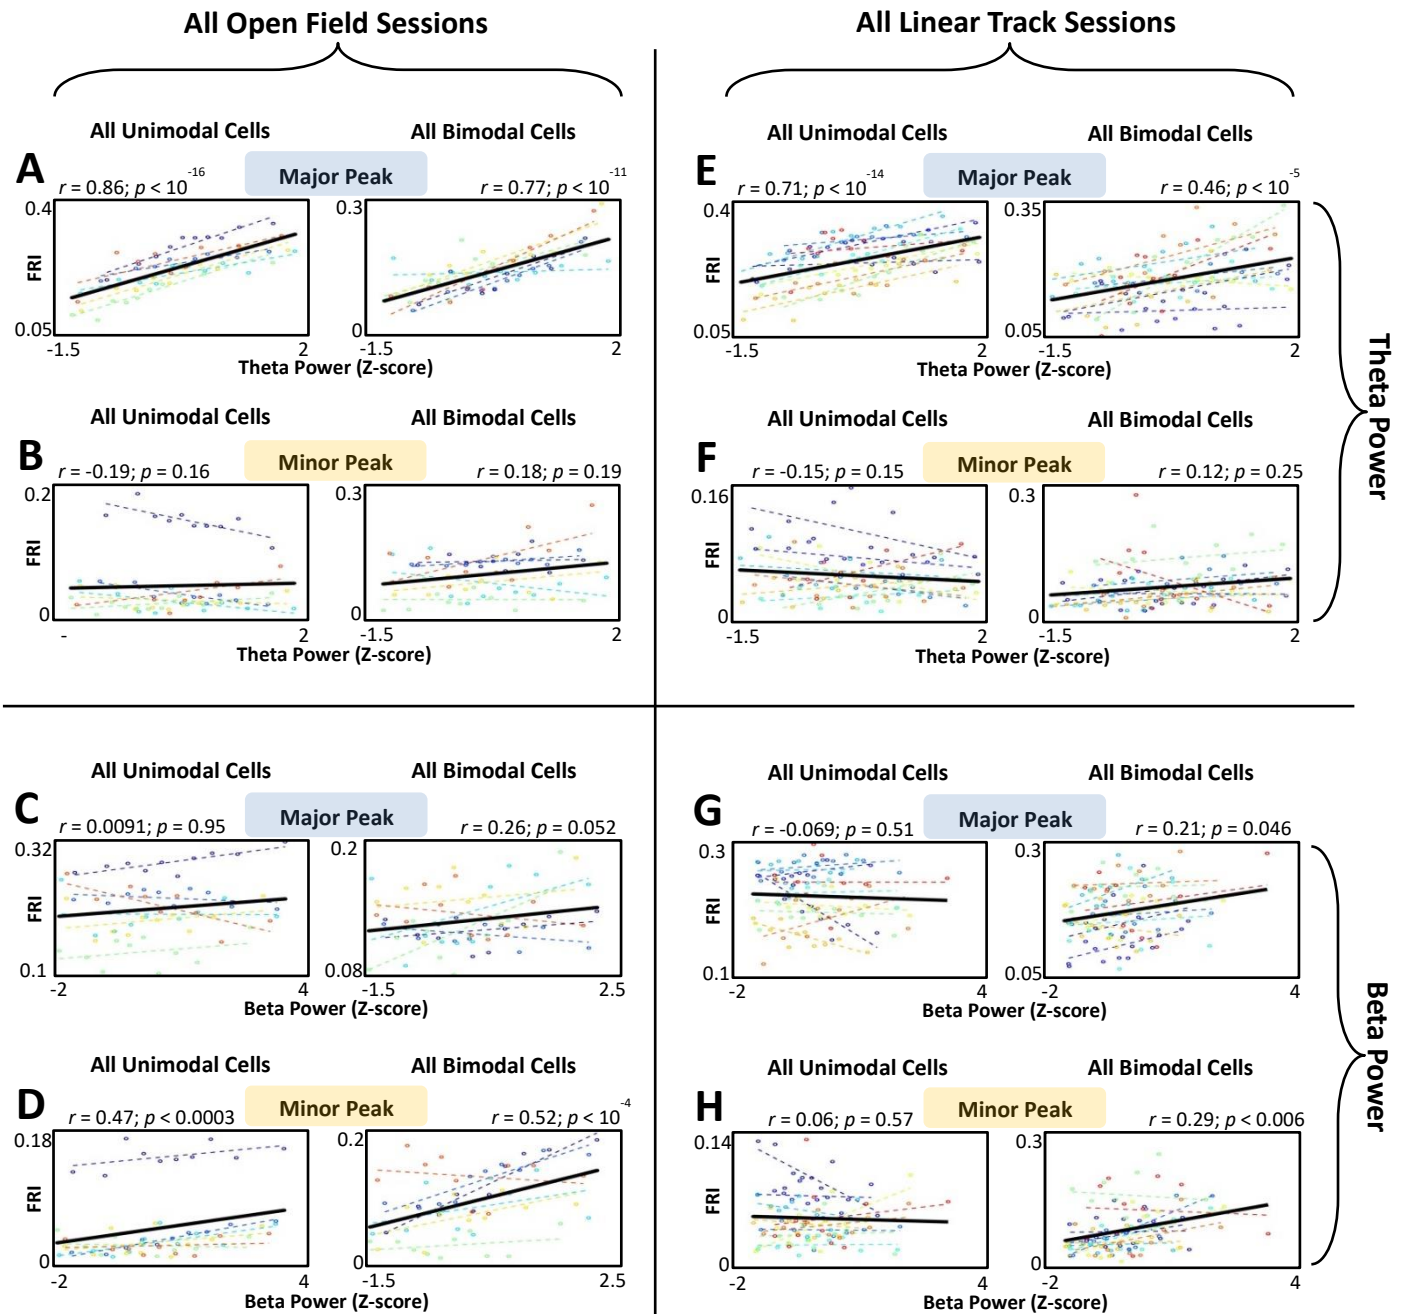 All Open Field Sessions
All Linear Track Sessions
All Unimodal Cells
All Bimodal Cells
All Unimodal Cells
All Bimodal Cells
A
Major Peak
r = 0.86; p < 10^-16
r = 0.77; p < 10^-11
E
Major Peak
r = 0.71; p < 10^-14
r = 0.46; p < 10^-5
0.4
FRI
0.05
-1.5
2
0.3
0
-1.5
2
Theta Power (Z-score)
0.4
FRI
0.05
-1.5
2
0.35
0.05
-1.5
2
Theta Power (Z-score)
All Unimodal Cells
All Bimodal Cells
All Unimodal Cells
All Bimodal Cells
B
Minor Peak
r = -0.19; p = 0.16
r = 0.18; p = 0.19
F
Minor Peak
r = -0.15; p = 0.15
r = 0.12; p = 0.25
0.2
FRI
0
-
2
0.3
0
-1.5
2
Theta Power (Z-score)
0.16
FRI
0
-1.5
2
0.3
0
-1.5
2
Theta Power (Z-score)
Theta Power
All Unimodal Cells
All Bimodal Cells
All Unimodal Cells
All Bimodal Cells
C
Major Peak
r = 0.0091; p = 0.95
r = 0.26; p = 0.052
G
Major Peak
r = -0.069; p = 0.51
r = 0.21; p = 0.046
0.32
FRI
0.1
-2
4
0.2
0.08
-1.5
2.5
Beta Power (Z-score)
0.3
FRI
0.1
-2
4
0.3
0.05
-2
4
Beta Power (Z-score)
All Unimodal Cells
All Bimodal Cells
All Unimodal Cells
All Bimodal Cells
D
Minor Peak
r = 0.47; p < 0.0003
r = 0.52; p < 10^-4
H
Minor Peak
r = 0.06; p = 0.57
r = 0.29; p < 0.006
0.18
FRI
0
-2
4
0.2
0
-1.5
2.5
Beta Power (Z-score)
0.14
FRI
0
-2
4
0.3
0
-2
4
Beta Power (Z-score)
Beta Power